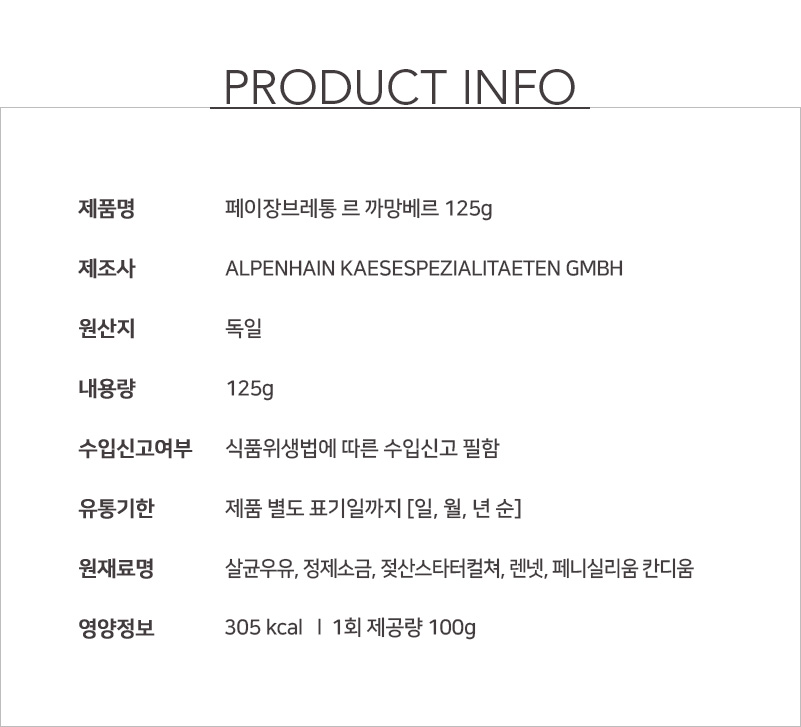 PRODUCT INFO
제품명 페이장브레통 르 까망베르 125g
제조사 ALPENHAIN KAESESPEZIALITAETEN GMBH
원산지 독일
내용량 125g
수입신고여부 식품위생법에 따른 수입신고 필함
유통기한 제품 별도 표기일까지 [일, 월, 년 순]
원재료명 살균우유, 정제소금, 젖산스타터컬쳐, 렌넷, 페니실리움 칸디움
영양정보 305 kcal ㅣ 1회 제공량 100g